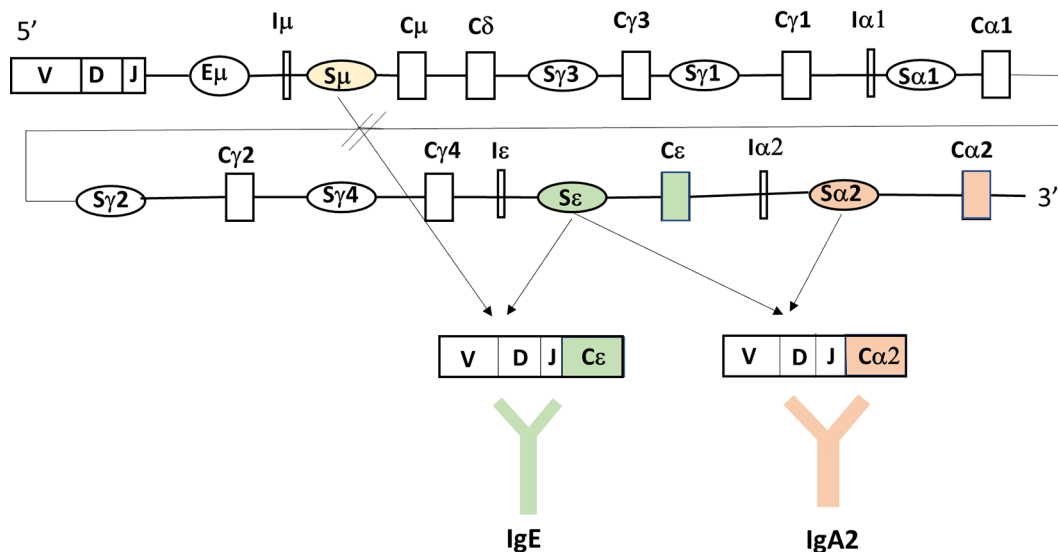 Iμ Cμ Cδ Cγ3 Cγ1 Iα1 Cα1
5’
V D J Eμ Sμ Sγ3 Sγ1 Sα1
Cγ2 Cγ4 Iε Cε Iα2 Cα2
Sγ2 Sγ4 Sε Sα2 3’
V D J Cε V D J Cα2
IgE IgA2